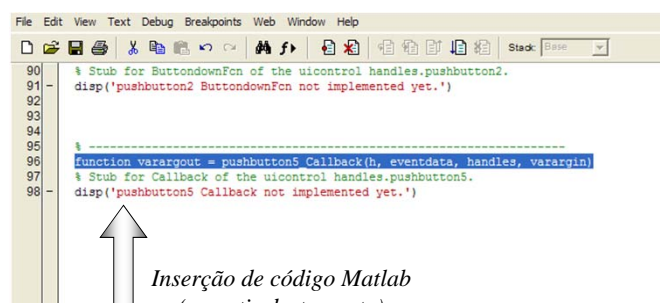 File Edit View Text Debug Breakpoints Web Window Help
Stack: Base
90 % Stub for ButtondownFcn of the uicontrol handles.pushbutton2.
91 - disp('pushbutton2 ButtondownFcn not implemented yet.')
92
93
94
95 % --------------------------------------------------------------------
96 function varargout = pushbutton5_Callback(h, eventdata, handles, varargin)
97 % Stub for Callback of the uicontrol handles.pushbutton5.
98 - disp('pushbutton5 Callback not implemented yet.')
Inserção de código Matlab